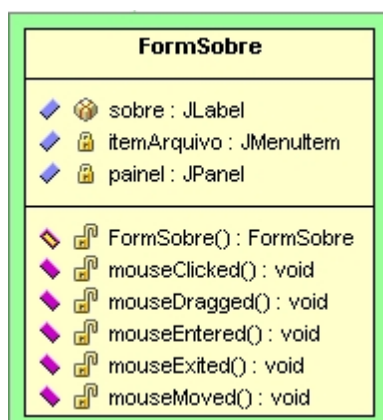 FormSobre
sobre : JLabel
itemArquivo : JMenuItem
painel : JPanel
FormSobre() : FormSobre
mouseClicked() : void
mouseDragged() : void
mouseEntered() : void
mouseExited() : void
mouseMoved() : void